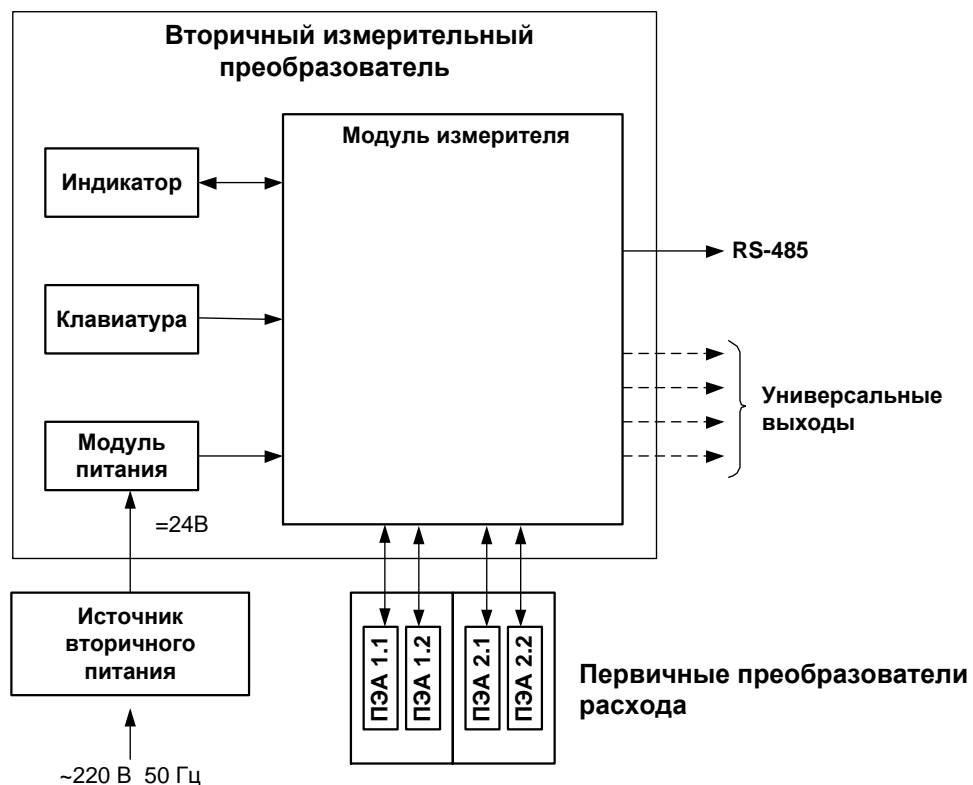 Вторичный измерительный
преобразователь
Модуль измерителя
Индикатор
RS-485
Клавиатура
Универсальные
выходы
Модуль
питания
=24В
Источник
вторичного
питания
ПЭА 1.1
ПЭА 1.2
ПЭА 2.1
ПЭА 2.2
Первичные преобразователи
расхода
~220 В 50 Гц